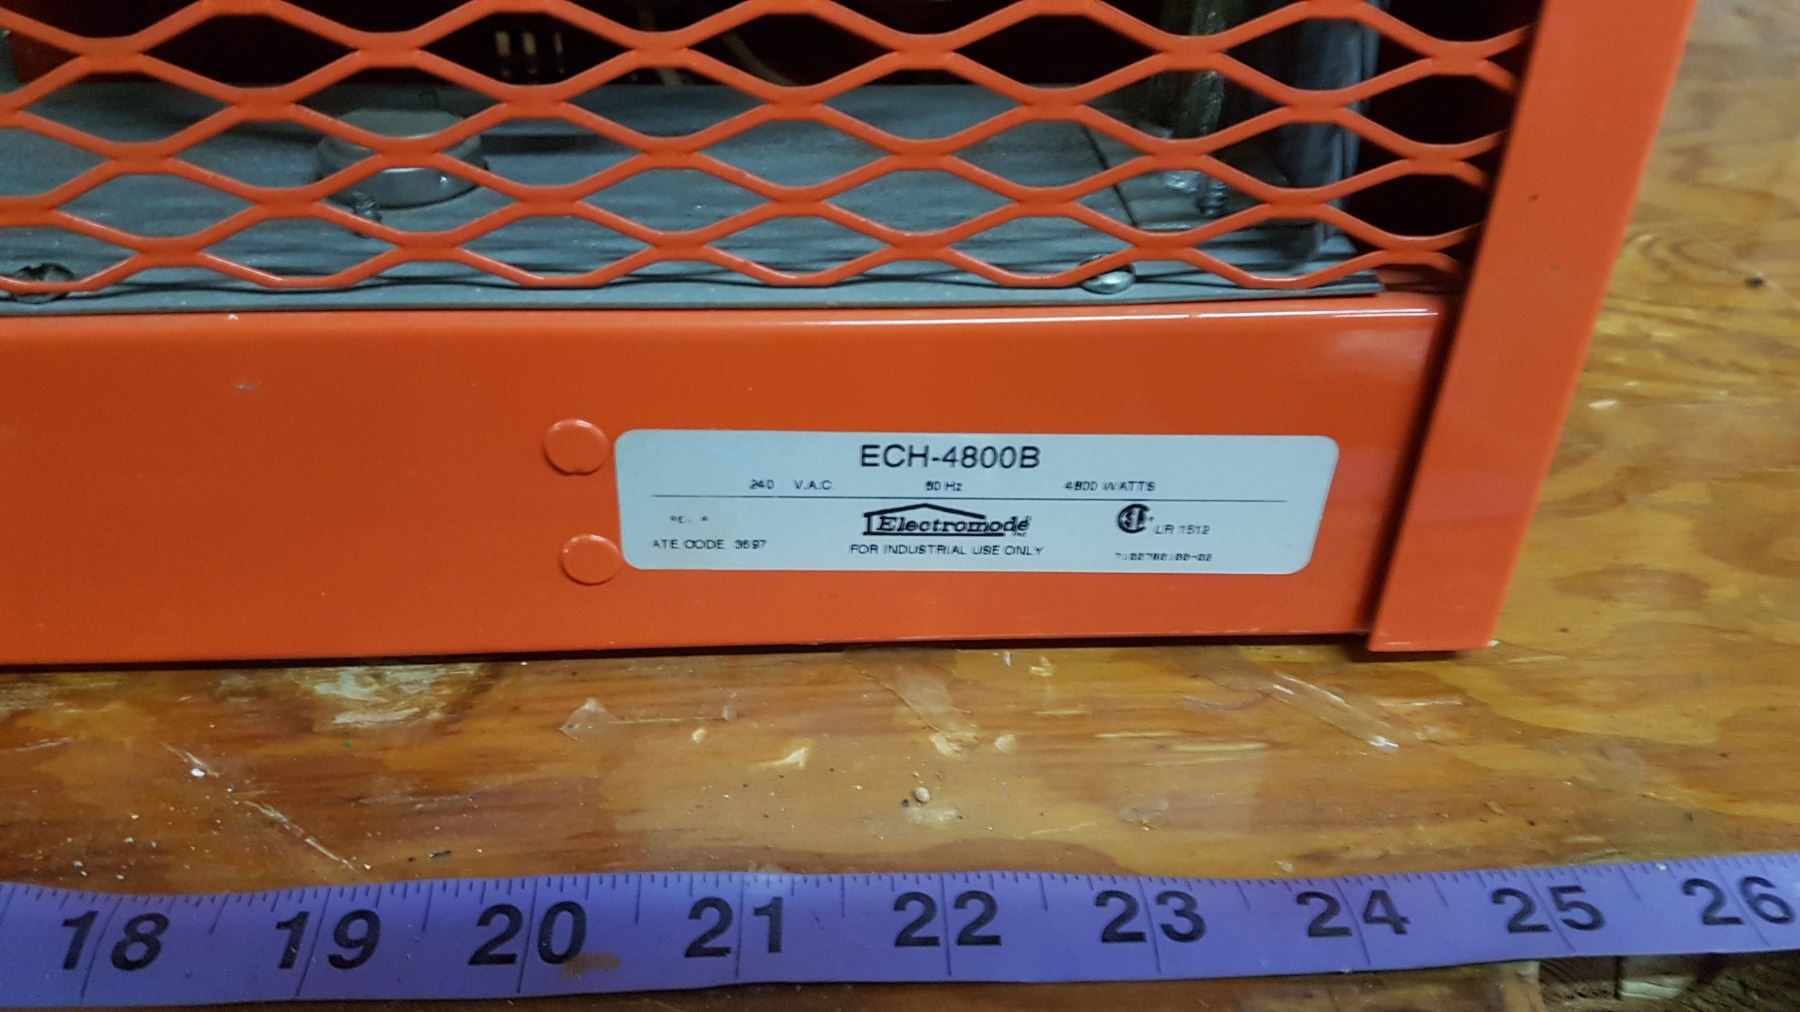 ECH-4800B
240 V.A.C. 60 Hz 4800 WATTS
Electromode Inc
LR 1512
ATE CODE 3697
FOR INDUSTRIAL USE ONLY
18 19 20 21 22 23 24 25 26